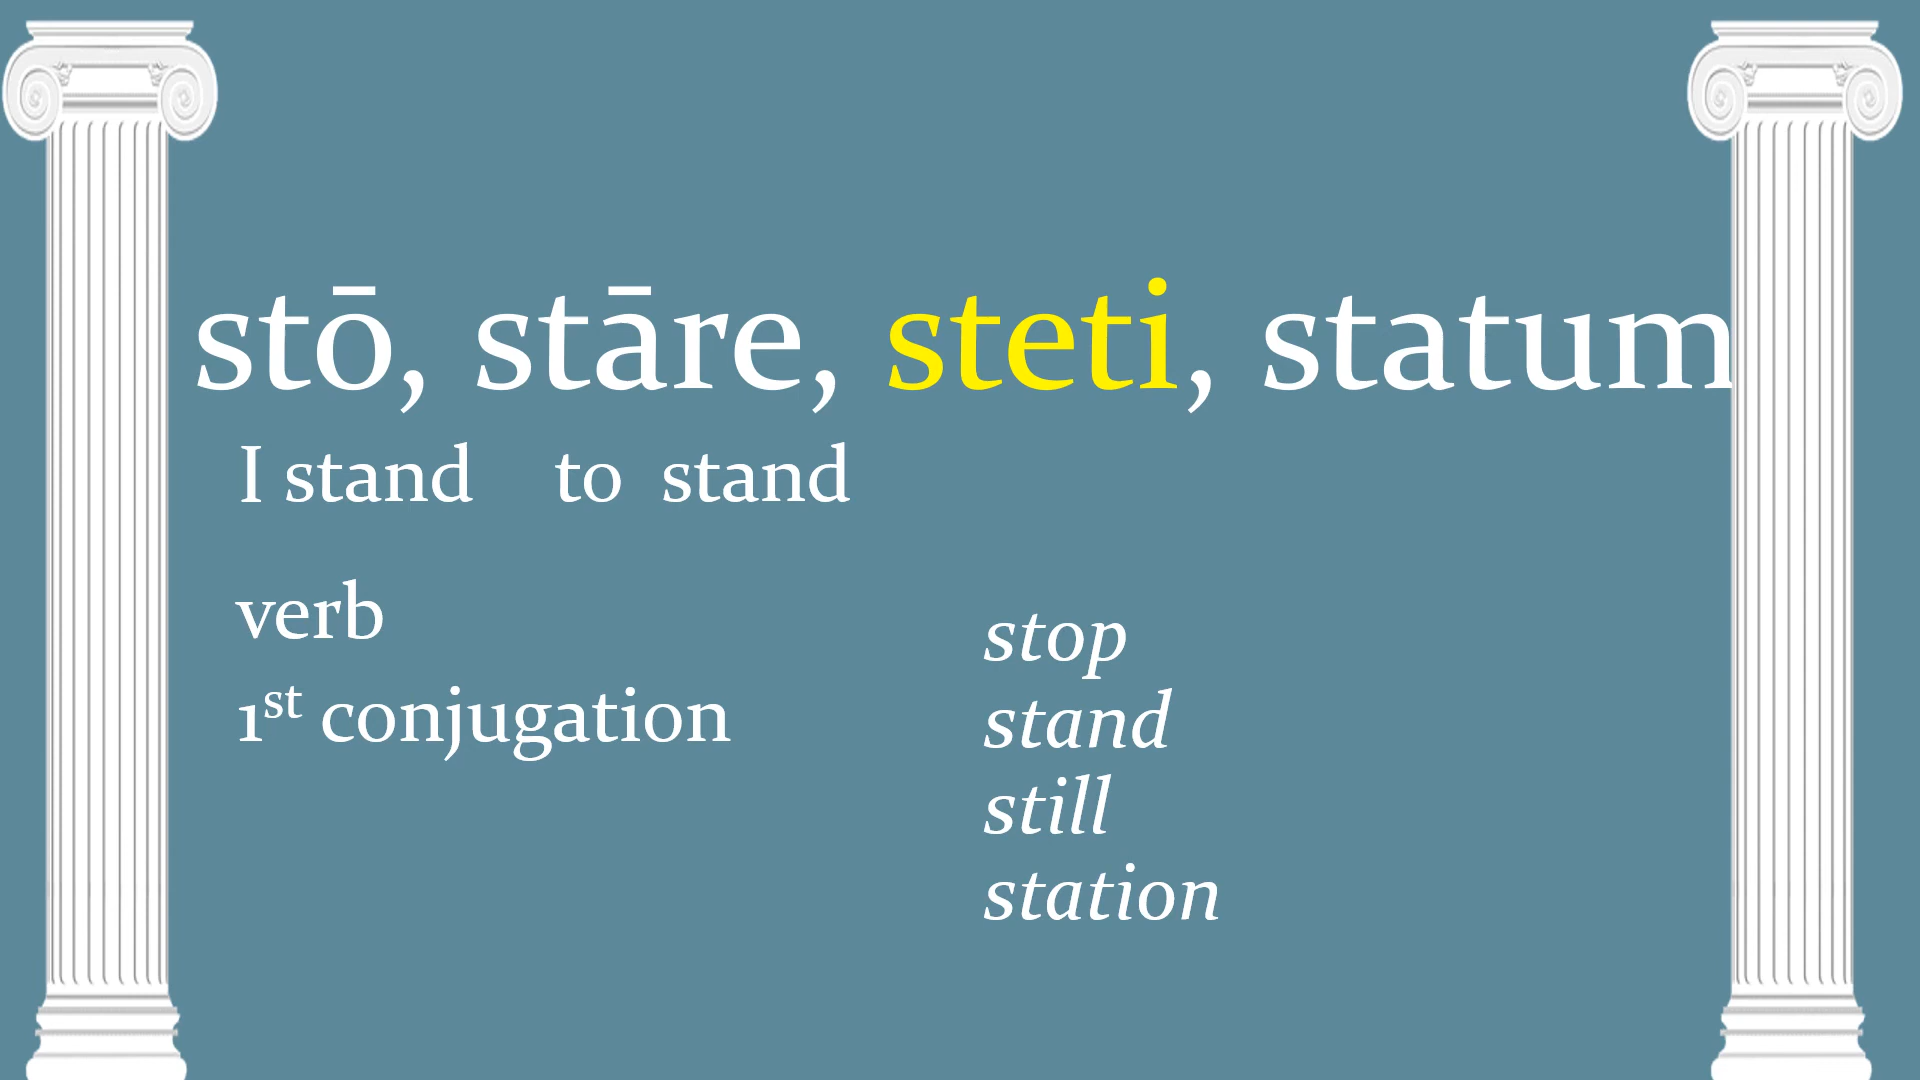 stō, stāre, steti, statum
I stand to stand
verb
1st conjugation
stop
stand
still
station